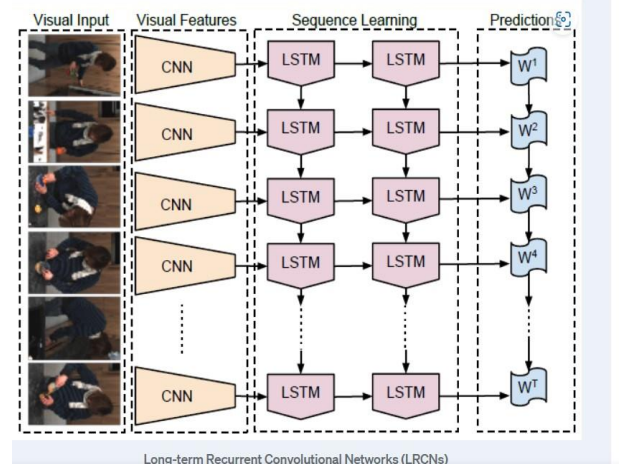 Visual Input Visual Features Sequence Learning Predictions
CNN LSTM LSTM W1
CNN LSTM LSTM W2
CNN LSTM LSTM W3
CNN LSTM LSTM W4
CNN LSTM LSTM WT
Long-term Recurrent Convolutional Networks (LRCNs)